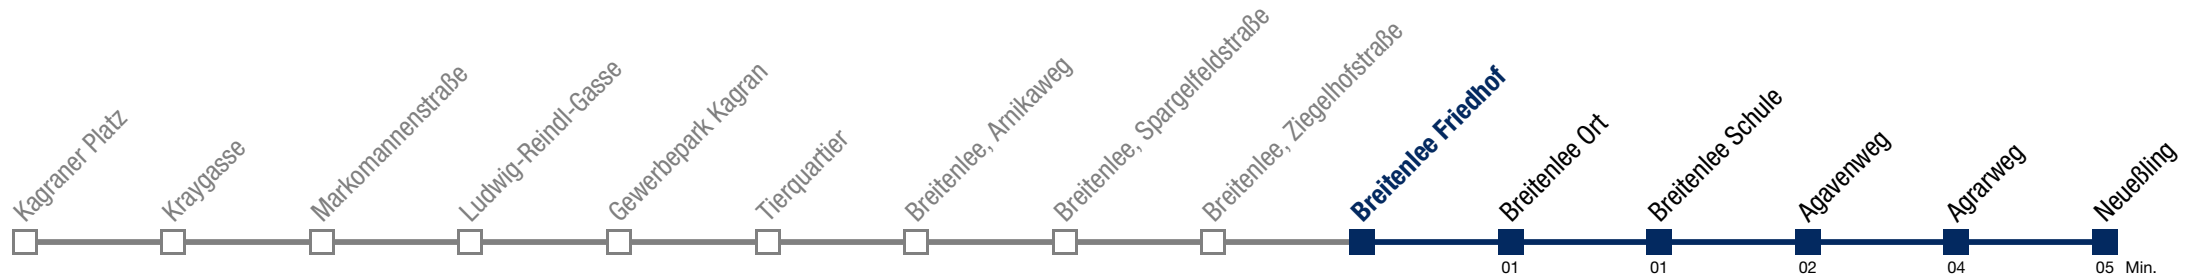 Kagraner Platz
Kraygasse
Markomannenstraße
Ludwig-Reindl-Gasse
Gewerbepark Kagran
Tierquartier
Breitenlee, Arnikaweg
Breitenlee, Spargelfeldstraße
Breitenlee, Ziegelhofstraße
Breitenlee Friedhof
Breitenlee Ort
Breitenlee Schule
Agavenweg
Agrarweg
Neueßling
01 01 02 04 05 Min.